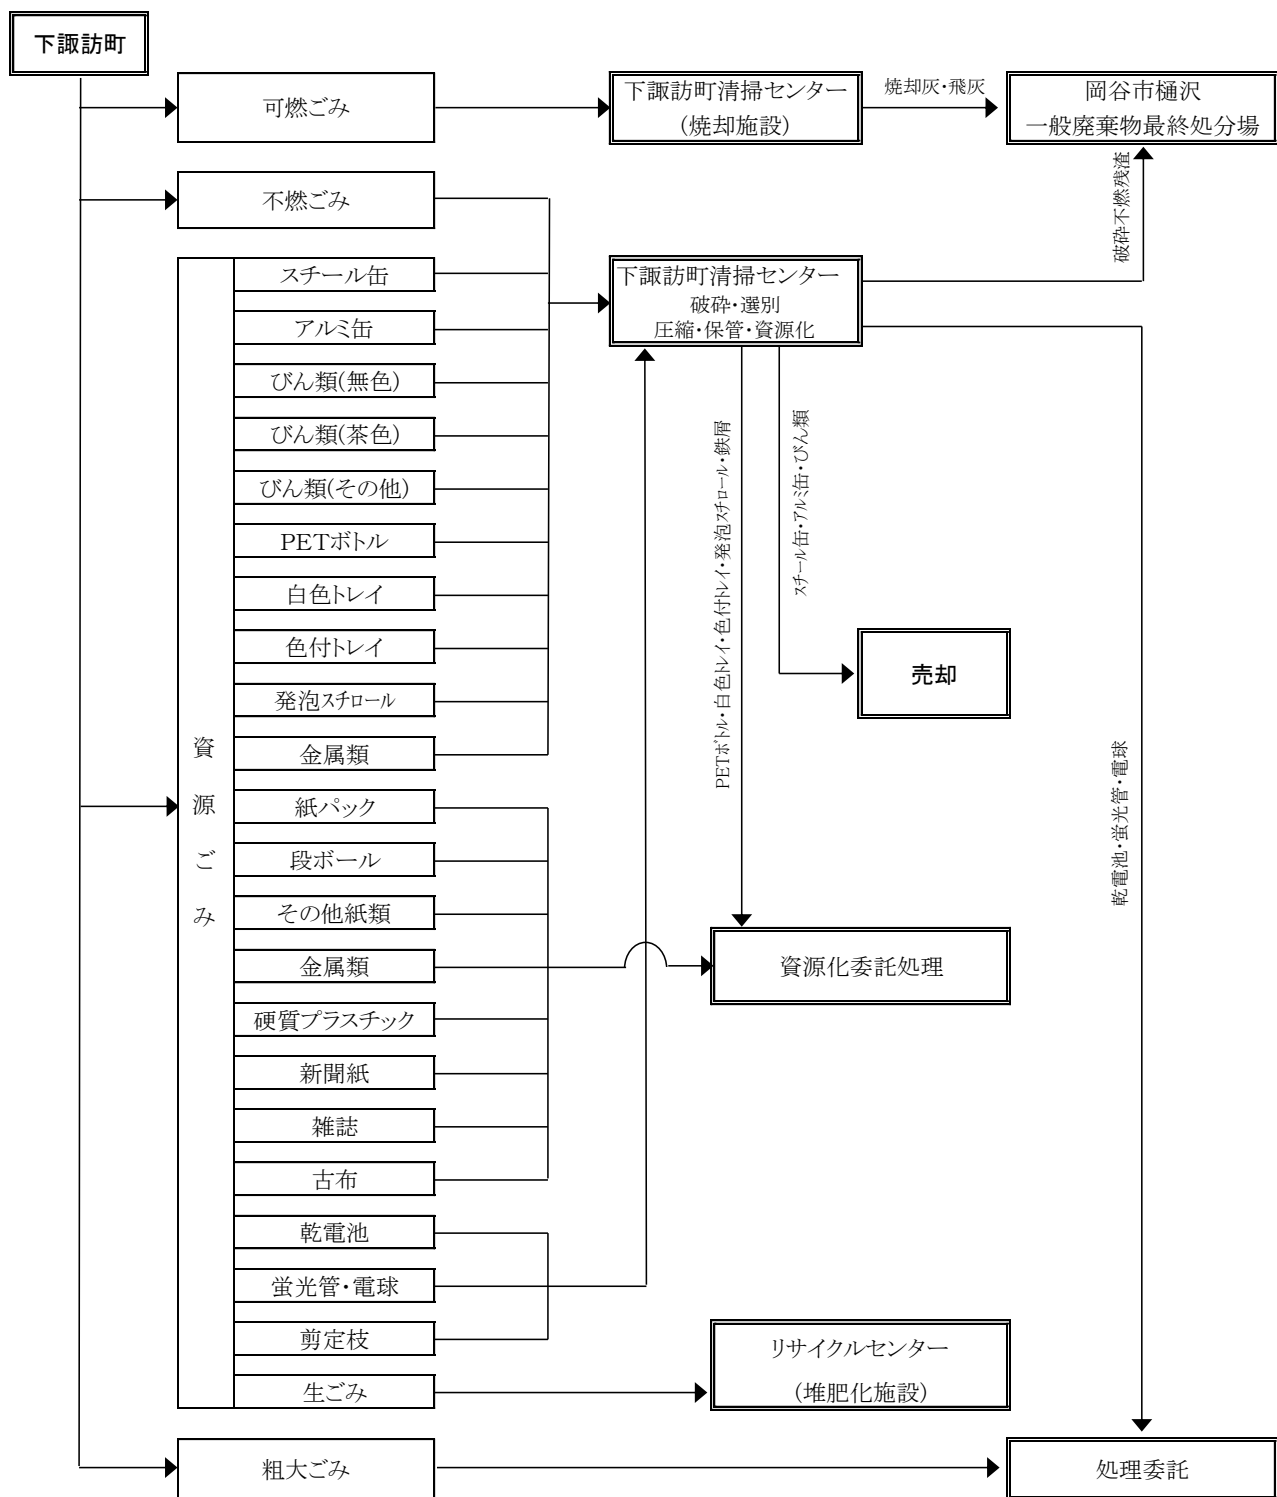 下諏訪町
可燃ごみ
下諏訪町清掃センター
(焼却施設)
焼却灰・飛灰
岡谷市樋沢
一般廃棄物最終処分場
不燃ごみ
破砕不燃残渣
下諏訪町清掃センター
破砕・選別
圧縮・保管・資源化
資源ごみ
スチール缶
アルミ缶
びん類(無色)
びん類(茶色)
びん類(その他)
PETボトル
白色トレイ
色付トレイ
発泡スチロール
金属類
紙パック
段ボール
その他紙類
金属類
硬質プラスチック
新聞紙
雑誌
古布
乾電池
蛍光管・電球
剪定枝
生ごみ
PETボトル・白色トレイ・色付トレイ・発泡スチロール・鉄屑
スチール缶・アルミ缶・びん類
売却
乾電池・蛍光管・電球
資源化委託処理
リサイクルセンター
(堆肥化施設)
粗大ごみ
処理委託